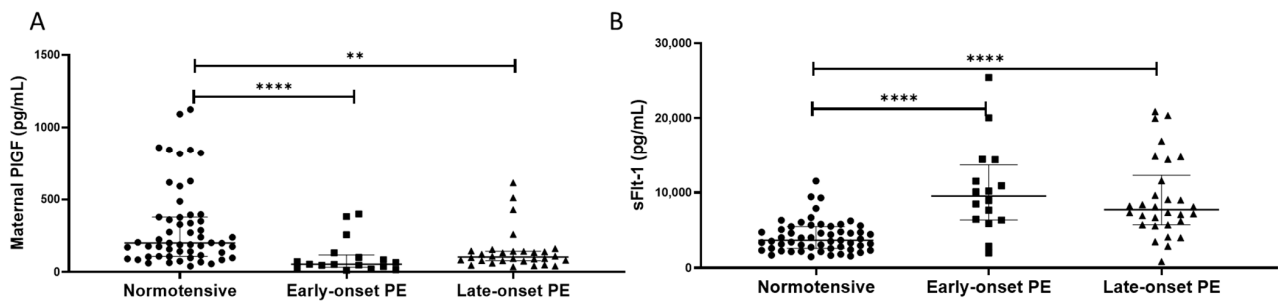 A
Maternal PlGF (pg/mL)
1500
1000
500
0
**
****
Normotensive
Early-onset PE
Late-onset PE
B
sFlt-1 (pg/mL)
30,000
20,000
10,000
0
****
****
Normotensive
Early-onset PE
Late-onset PE